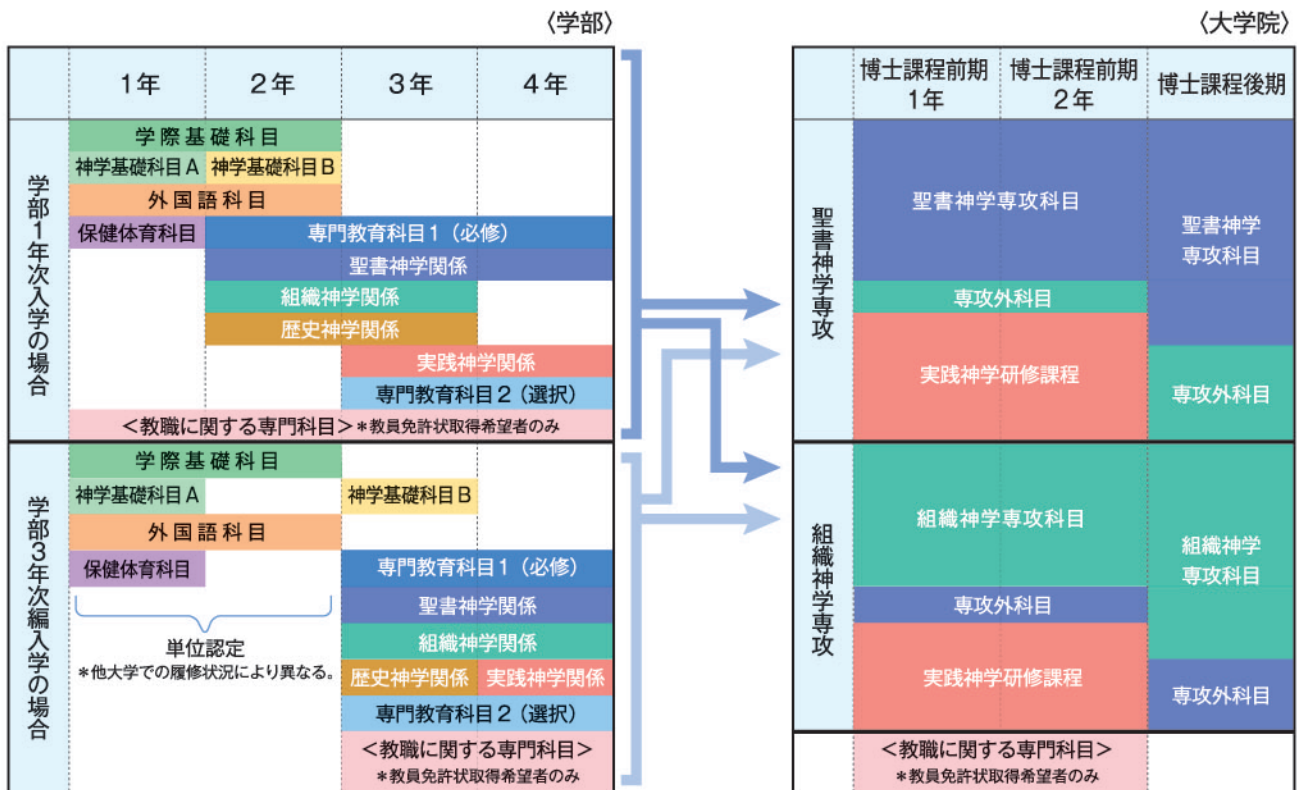 〈学部〉
1年
2年
3年
4年
学部1年次入学の場合
学際基礎科目
神学基礎科目A
神学基礎科目B
外国語科目
保健体育科目
専門教育科目1（必修）
聖書神学関係
組織神学関係
歴史神学関係
実践神学関係
専門教育科目2（選択）
＜教職に関する専門科目＞＊教員免許状取得希望者のみ
学部3年次編入学の場合
学際基礎科目
神学基礎科目A
神学基礎科目B
外国語科目
保健体育科目
専門教育科目1（必修）
聖書神学関係
単位認定
＊他大学での履修状況により異なる。
組織神学関係
歴史神学関係
実践神学関係
専門教育科目2（選択）
＜教職に関する専門科目＞
＊教員免許状取得希望者のみ
〈大学院〉
博士課程前期
1年
博士課程前期
2年
博士課程後期
聖書神学専攻
聖書神学専攻科目
専攻外科目
実践神学研修課程
聖書神学
専攻科目
専攻外科目
組織神学専攻
組織神学専攻科目
専攻外科目
実践神学研修課程
組織神学
専攻科目
専攻外科目
＜教職に関する専門科目＞
＊教員免許状取得希望者のみ